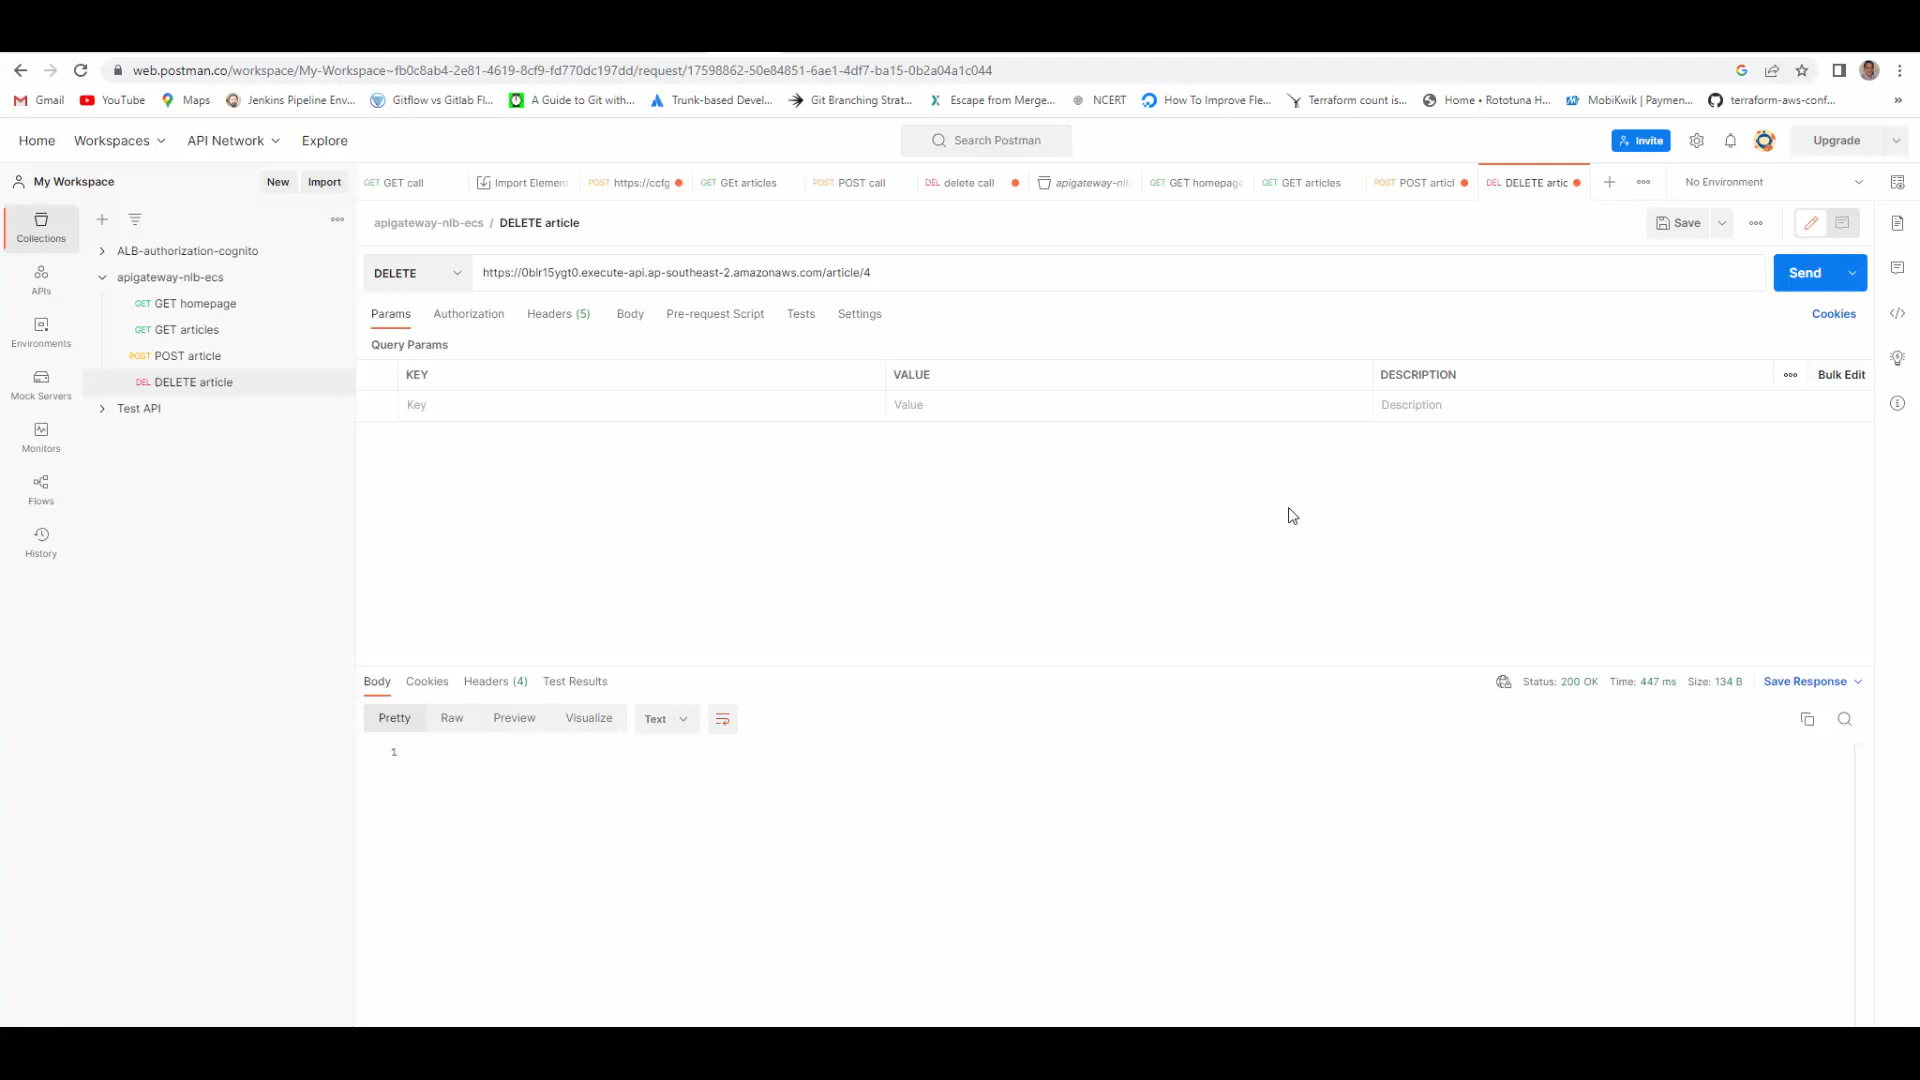 web.postman.co/workspace/My-Workspace~fb0c8ab4-2e81-4619-8cf9-fd770dc197dd/request/17598862-50e84851-6ae1-4df7-ba15-0b2a04a1c044
Gmail YouTube Maps Jenkins Pipeline Env... Gitflow vs Gitlab Fl... A Guide to Git with... Trunk-based Devel... Git Branching Strat... Escape from Merge... NCERT How To Improve Fle... Terraform count is... Home • Rototuna H... MobiKwik | Paymen... terraform-aws-conf... »
Home Workspaces API Network Explore Search Postman Invite Upgrade
My Workspace New Import GET GET call Import Element POST https://ccfg GET GEt articles POST POST call DEL delete call apigateway-nlb GET GET homepage GET GET articles POST POST articl DEL DELETE artic No Environment
Collections
APIs
Environments
Mock Servers
Monitors
Flows
History
ALB-authorization-cognito
apigateway-nlb-ecs
GET GET homepage
GET GET articles
POST POST article
DEL DELETE article
Test API
apigateway-nlb-ecs / DELETE article Save
DELETE https://0blr15ygt0.execute-api.ap-southeast-2.amazonaws.com/article/4 Send
Params Authorization Headers (5) Body Pre-request Script Tests Settings Cookies
Query Params
KEY VALUE DESCRIPTION Bulk Edit
Key Value Description
Body Cookies Headers (4) Test Results Status: 200 OK Time: 447 ms Size: 134 B Save Response
Pretty Raw Preview Visualize Text
1